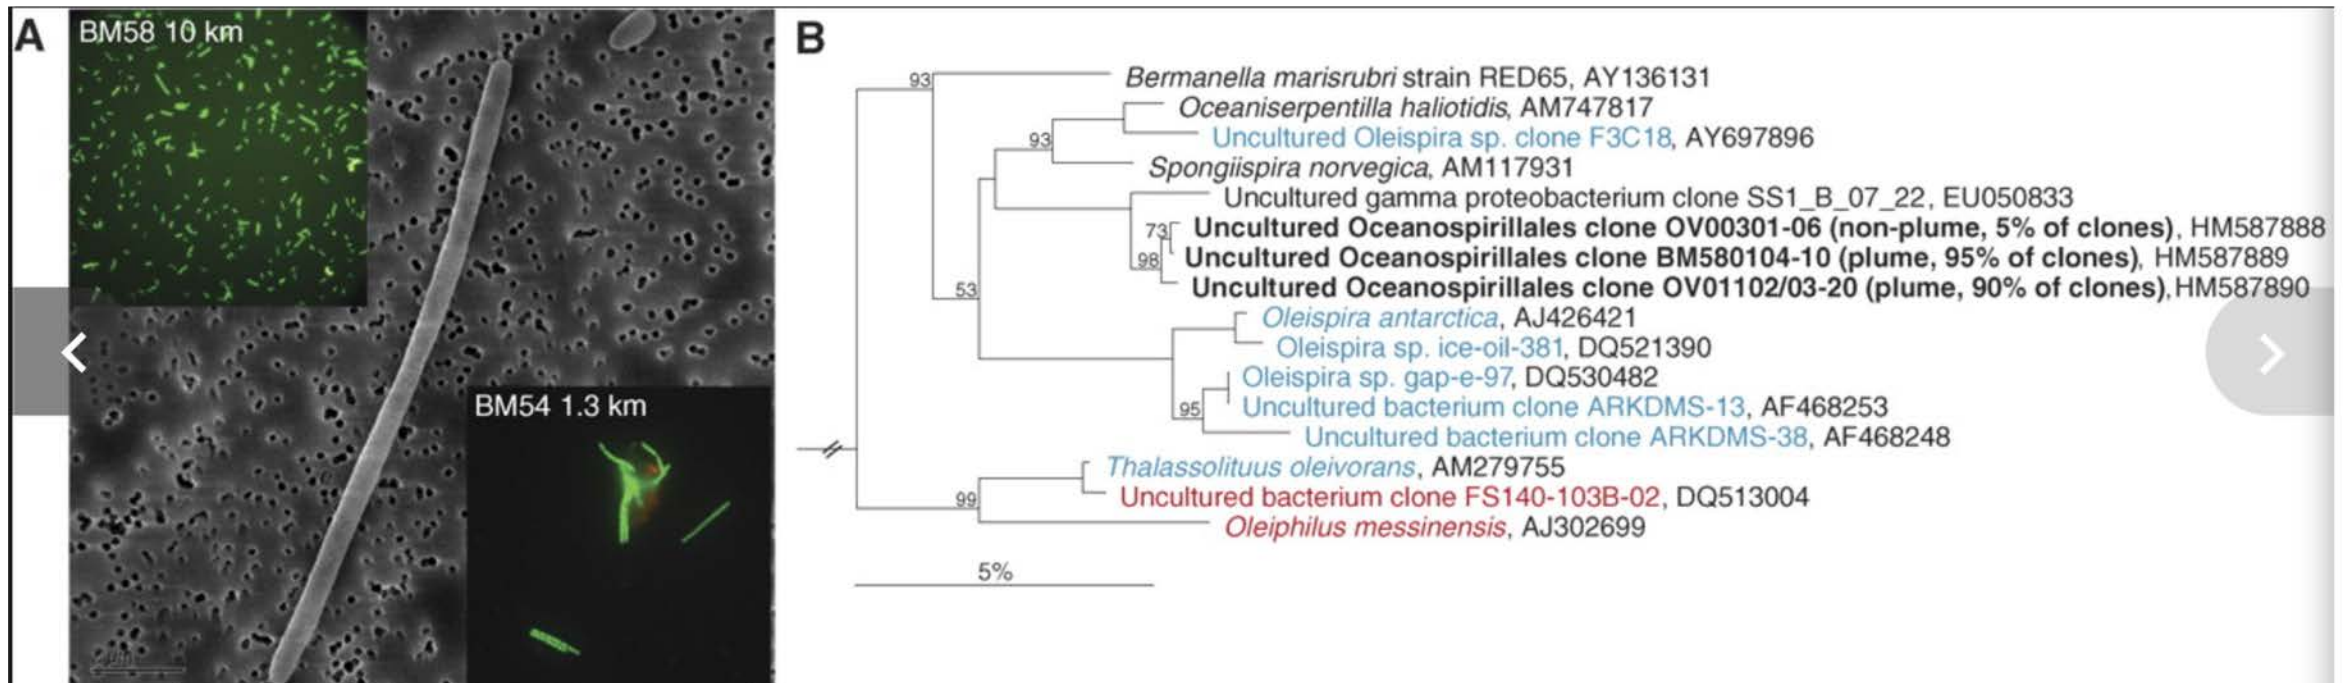 A
BM58 10 km
BM54 1.3 km
B
93
Bermanella marisrubri strain RED65, AY136131
Oceaniserpentilla haliotidis, AM747817
93
Uncultured Oleispira sp. clone F3C18, AY697896
Spongiispira norvegica, AM117931
Uncultured gamma proteobacterium clone SS1_B_07_22, EU050833
73
Uncultured Oceanospirillales clone OV00301-06 (non-plume, 5% of clones), HM587888
98
Uncultured Oceanospirillales clone BM580104-10 (plume, 95% of clones), HM587889
53
Uncultured Oceanospirillales clone OV01102/03-20 (plume, 90% of clones), HM587890
Oleispira antarctica, AJ426421
Oleispira sp. ice-oil-381, DQ521390
Oleispira sp. gap-e-97, DQ530482
95
Uncultured bacterium clone ARKDMS-13, AF468253
Uncultured bacterium clone ARKDMS-38, AF468248
Thalassolituus oleivorans, AM279755
99
Uncultured bacterium clone FS140-103B-02, DQ513004
Oleiphilus messinensis, AJ302699
5%